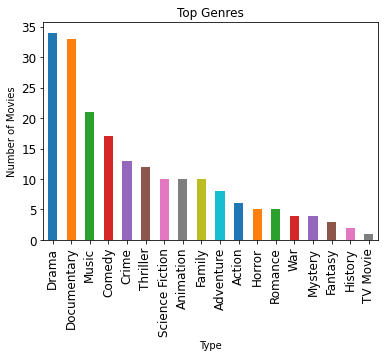 Top Genres
Number of Movies
35
30
25
20
15
10
5
0
Drama
Documentary
Music
Comedy
Crime
Thriller
Science Fiction
Animation
Family
Adventure
Action
Horror
Romance
War
Mystery
Fantasy
History
TV Movie
Type